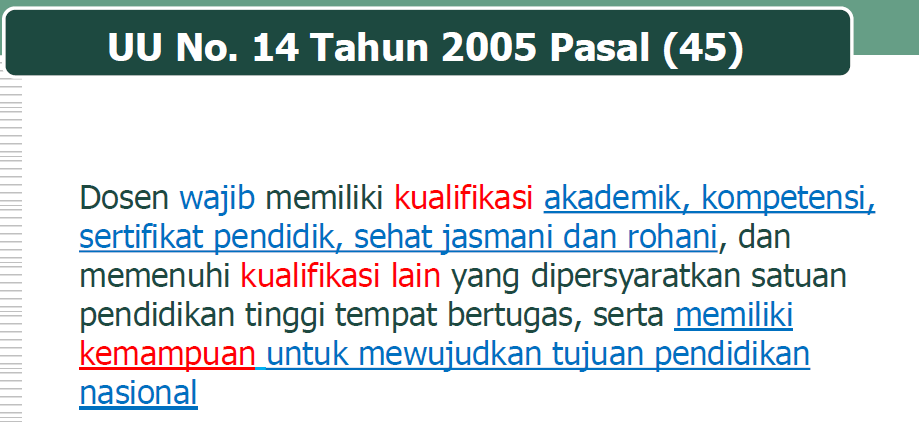 UU No. 14 Tahun 2005 Pasal (45)
Dosen wajib memiliki kualifikasi akademik, kompetensi,
sertifikat pendidik, sehat jasmani dan rohani, dan
memenuhi kualifikasi lain yang dipersyaratkan satuan
pendidikan tinggi tempat bertugas, serta memiliki
kemampuan untuk mewujudkan tujuan pendidikan
nasional